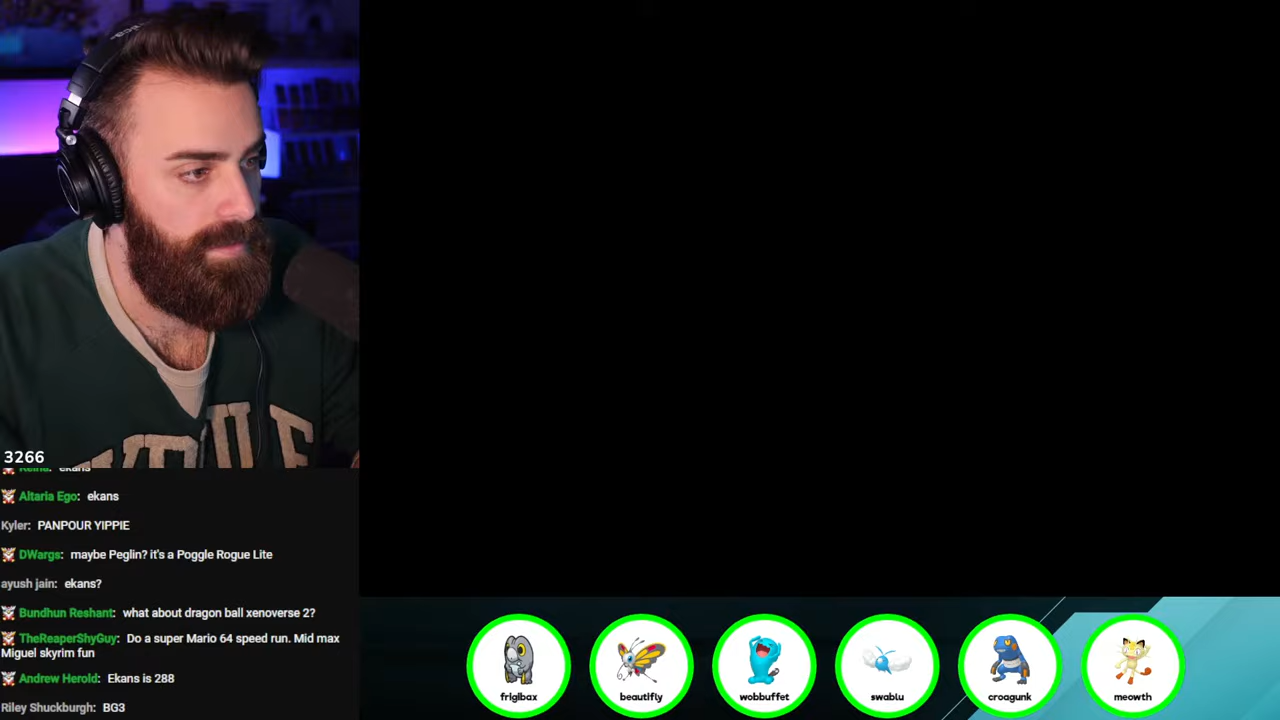 3266
ekans
Altaria Ego: ekans
Kyler: PANPOUR YIPPIE
DWargs: maybe Peglin? it's a Poggle Rogue Lite
ayush jain: ekans?
Bundhun Reshant: what about dragon ball xenoverse 2?
TheReaperShyGuy: Do a super Mario 64 speed run. Mid max
Miguel skyrim fun
Andrew Herold: Ekans is 288
Riley Shuckburgh: BG3
frigibax
beautifly
wobbuffet
swablu
croagunk
meowth